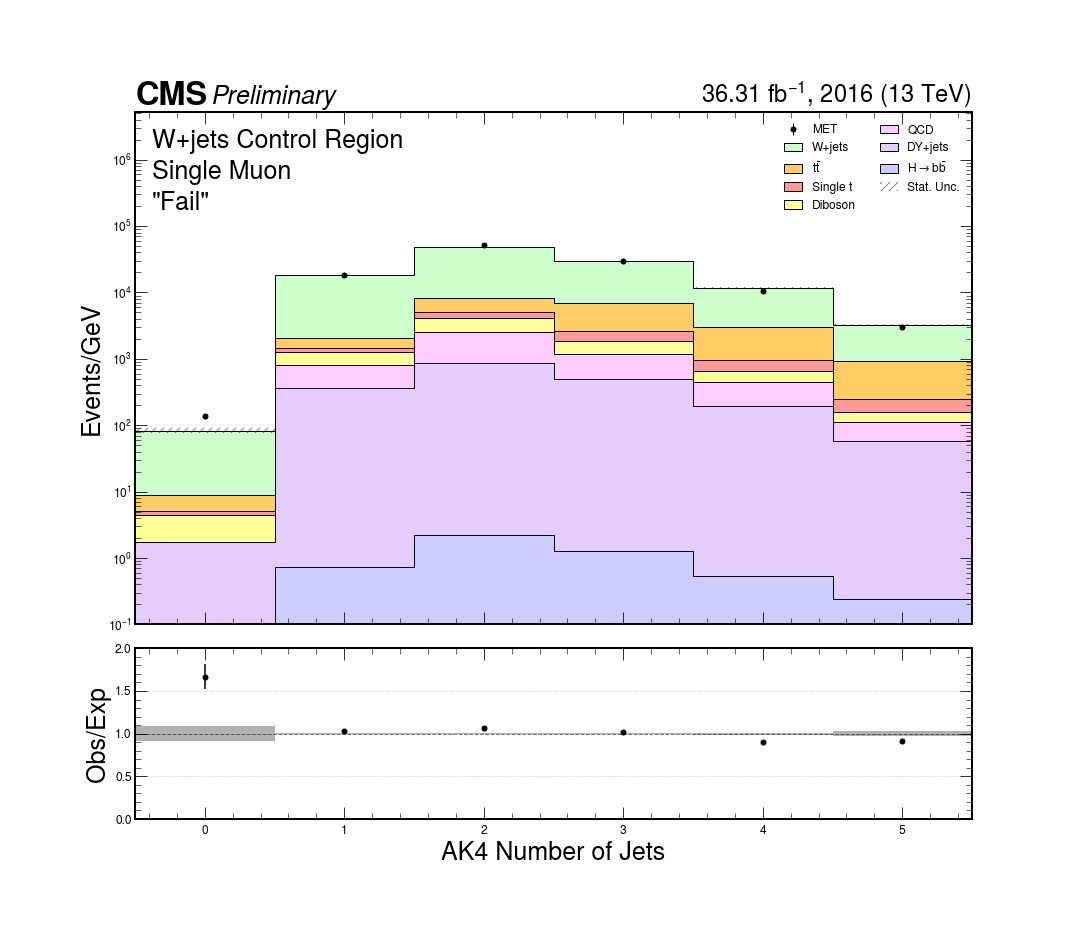 CMS Preliminary
36.31 fb⁻¹, 2016 (13 TeV)
W+jets Control Region
Single Muon
"Fail"
MET
W+jets
tt̄
Single t
Diboson
QCD
DY+jets
H→bb̄
Stat. Unc.
Events/GeV
10⁶
10⁵
10⁴
10³
10²
10¹
10⁰
10⁻¹
Obs/Exp
2.0
1.5
1.0
0.5
0.0
0 1 2 3 4 5
AK4 Number of Jets